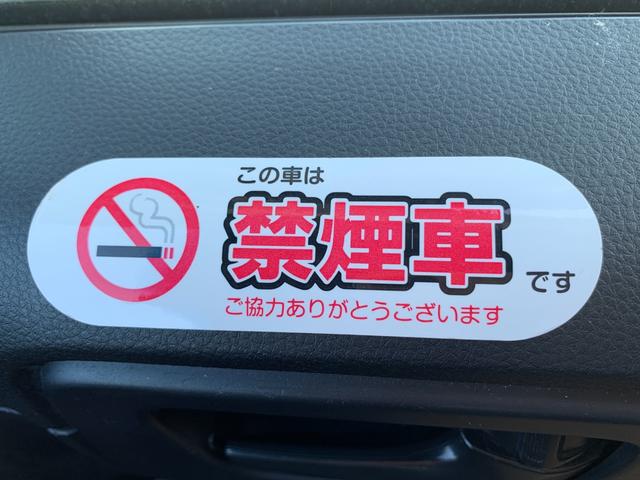 この車は
禁煙車です
ご協力ありがとうございます